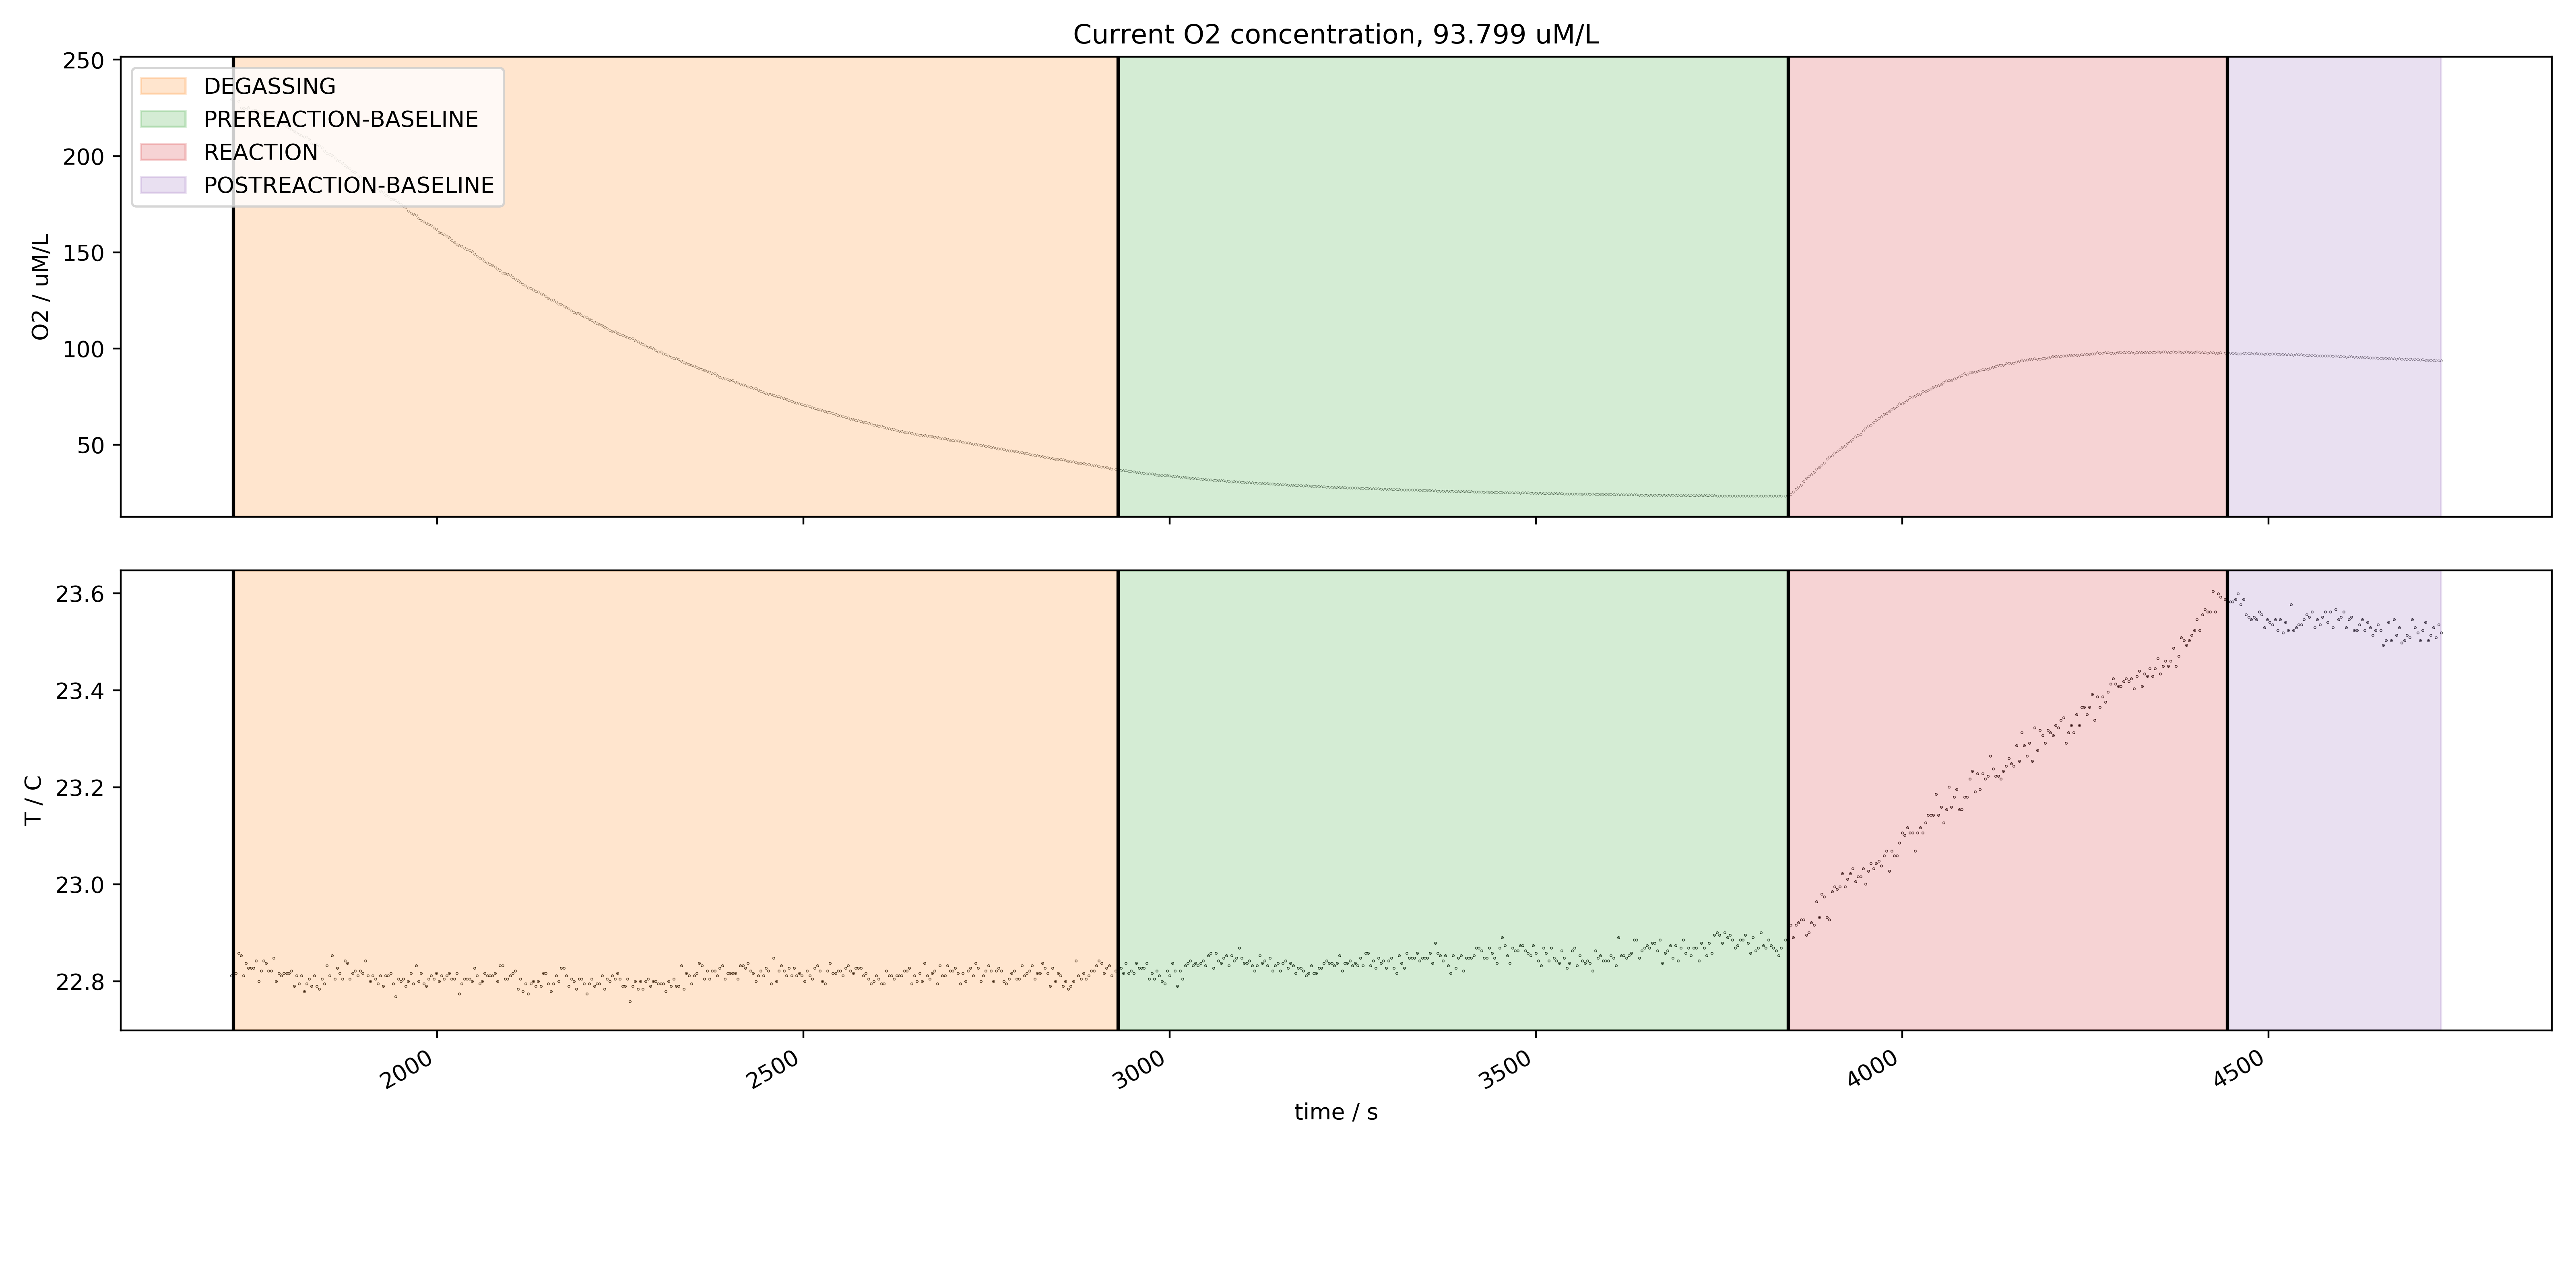 Current O2 concentration, 93.799 uM/L
250
200
150
100
50
O2 / uM/L
DEGASSING
PREREACTION-BASELINE
REACTION
POSTREACTION-BASELINE
23.6
23.4
23.2
23.0
22.8
T / C
2000
2500
3000
3500
4000
4500
time / s